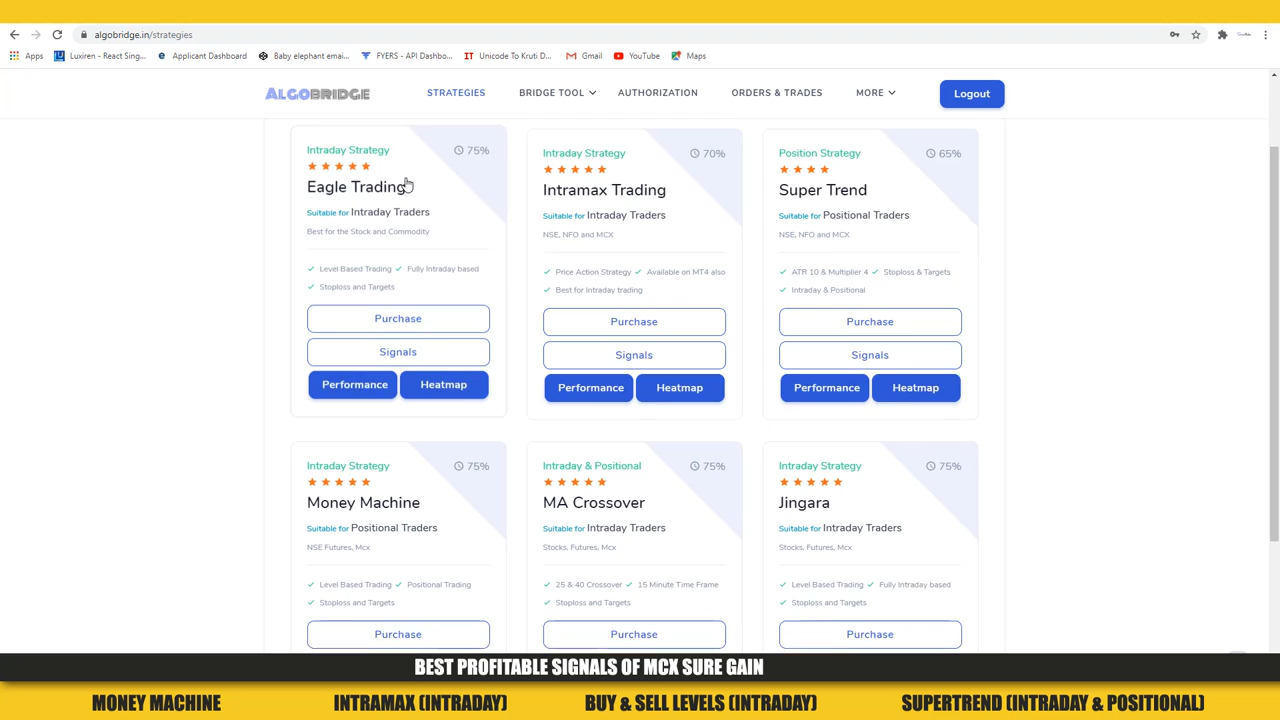 algobridge.in/strategies
Apps
Luxiren - React Sing...
Applicant Dashboard
Baby elephant emai...
FYERS - API Dashbo...
Unicode To Kruti D...
Gmail
YouTube
Maps
ALGOBRIDGE
STRATEGIES
BRIDGE TOOL
AUTHORIZATION
ORDERS & TRADES
MORE
Logout
Intraday Strategy
75%
Eagle Trading
Suitable for Intraday Traders
Best for the Stock and Commodity
Level Based Trading
Fully Intraday based
Stoploss and Targets
Purchase
Signals
Performance
Heatmap
Intraday Strategy
70%
Intramax Trading
Suitable for Intraday Traders
NSE, NFO and MCX
Price Action Strategy
Available on MT4 also
Best for Intraday trading
Purchase
Signals
Performance
Heatmap
Position Strategy
65%
Super Trend
Suitable for Positional Traders
NSE, NFO and MCX
ATR 10 & Multiplier 4
Stoploss & Targets
Intraday & Positional
Purchase
Signals
Performance
Heatmap
Intraday Strategy
75%
Money Machine
Suitable for Positional Traders
NSE Futures, Mcx
Level Based Trading
Positional Trading
Stoploss and Targets
Purchase
Intraday & Positional
75%
MA Crossover
Suitable for Intraday Traders
Stocks, Futures, Mcx
25 & 40 Crossover
15 Minute Time Frame
Stoploss and Targets
Purchase
Intraday Strategy
75%
Jingara
Suitable for Intraday Traders
Stocks, Futures, Mcx
Level Based Trading
Fully Intraday based
Stoploss and Targets
Purchase
BEST PROFITABLE SIGNALS OF MCX SURE GAIN
MONEY MACHINE
INTRAMAX (INTRADAY)
BUY & SELL LEVELS (INTRADAY)
SUPERTREND (INTRADAY & POSITIONAL)